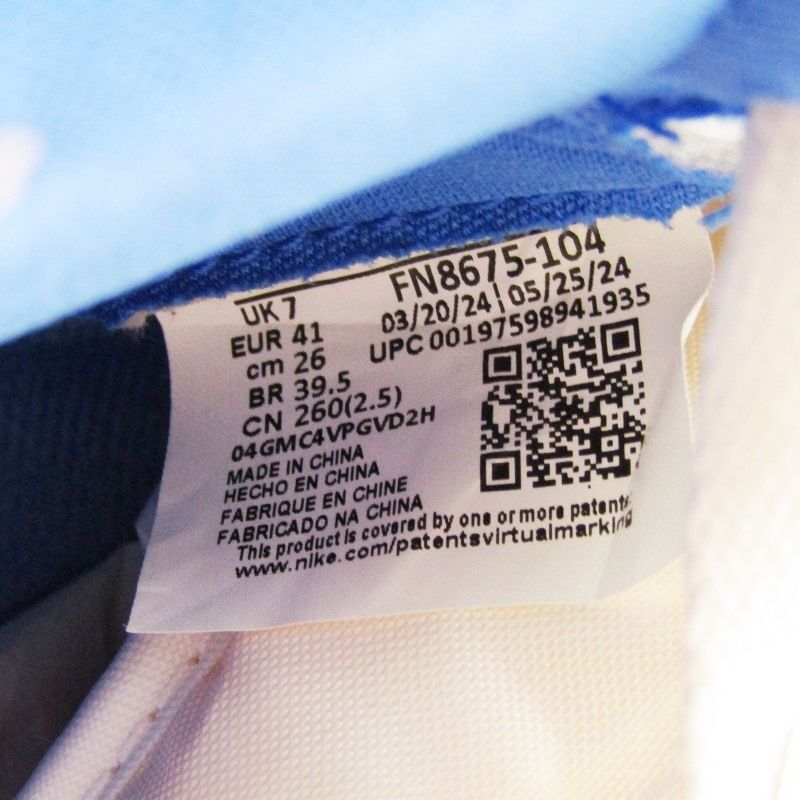 UK 7
EUR 41
cm 26
BR 39.5
CN 260(2.5)
FN8675-104
03/20/24 05/25/24
UPC 00197598941935
04GMC4VPGVD2H
MADE IN CHINA
HECHO EN CHINA
FABRIQUE EN CHINE
FABRICADO NA CHINA
This product is covered by one or more patents
www.nike.com/patentsvirtualmarking